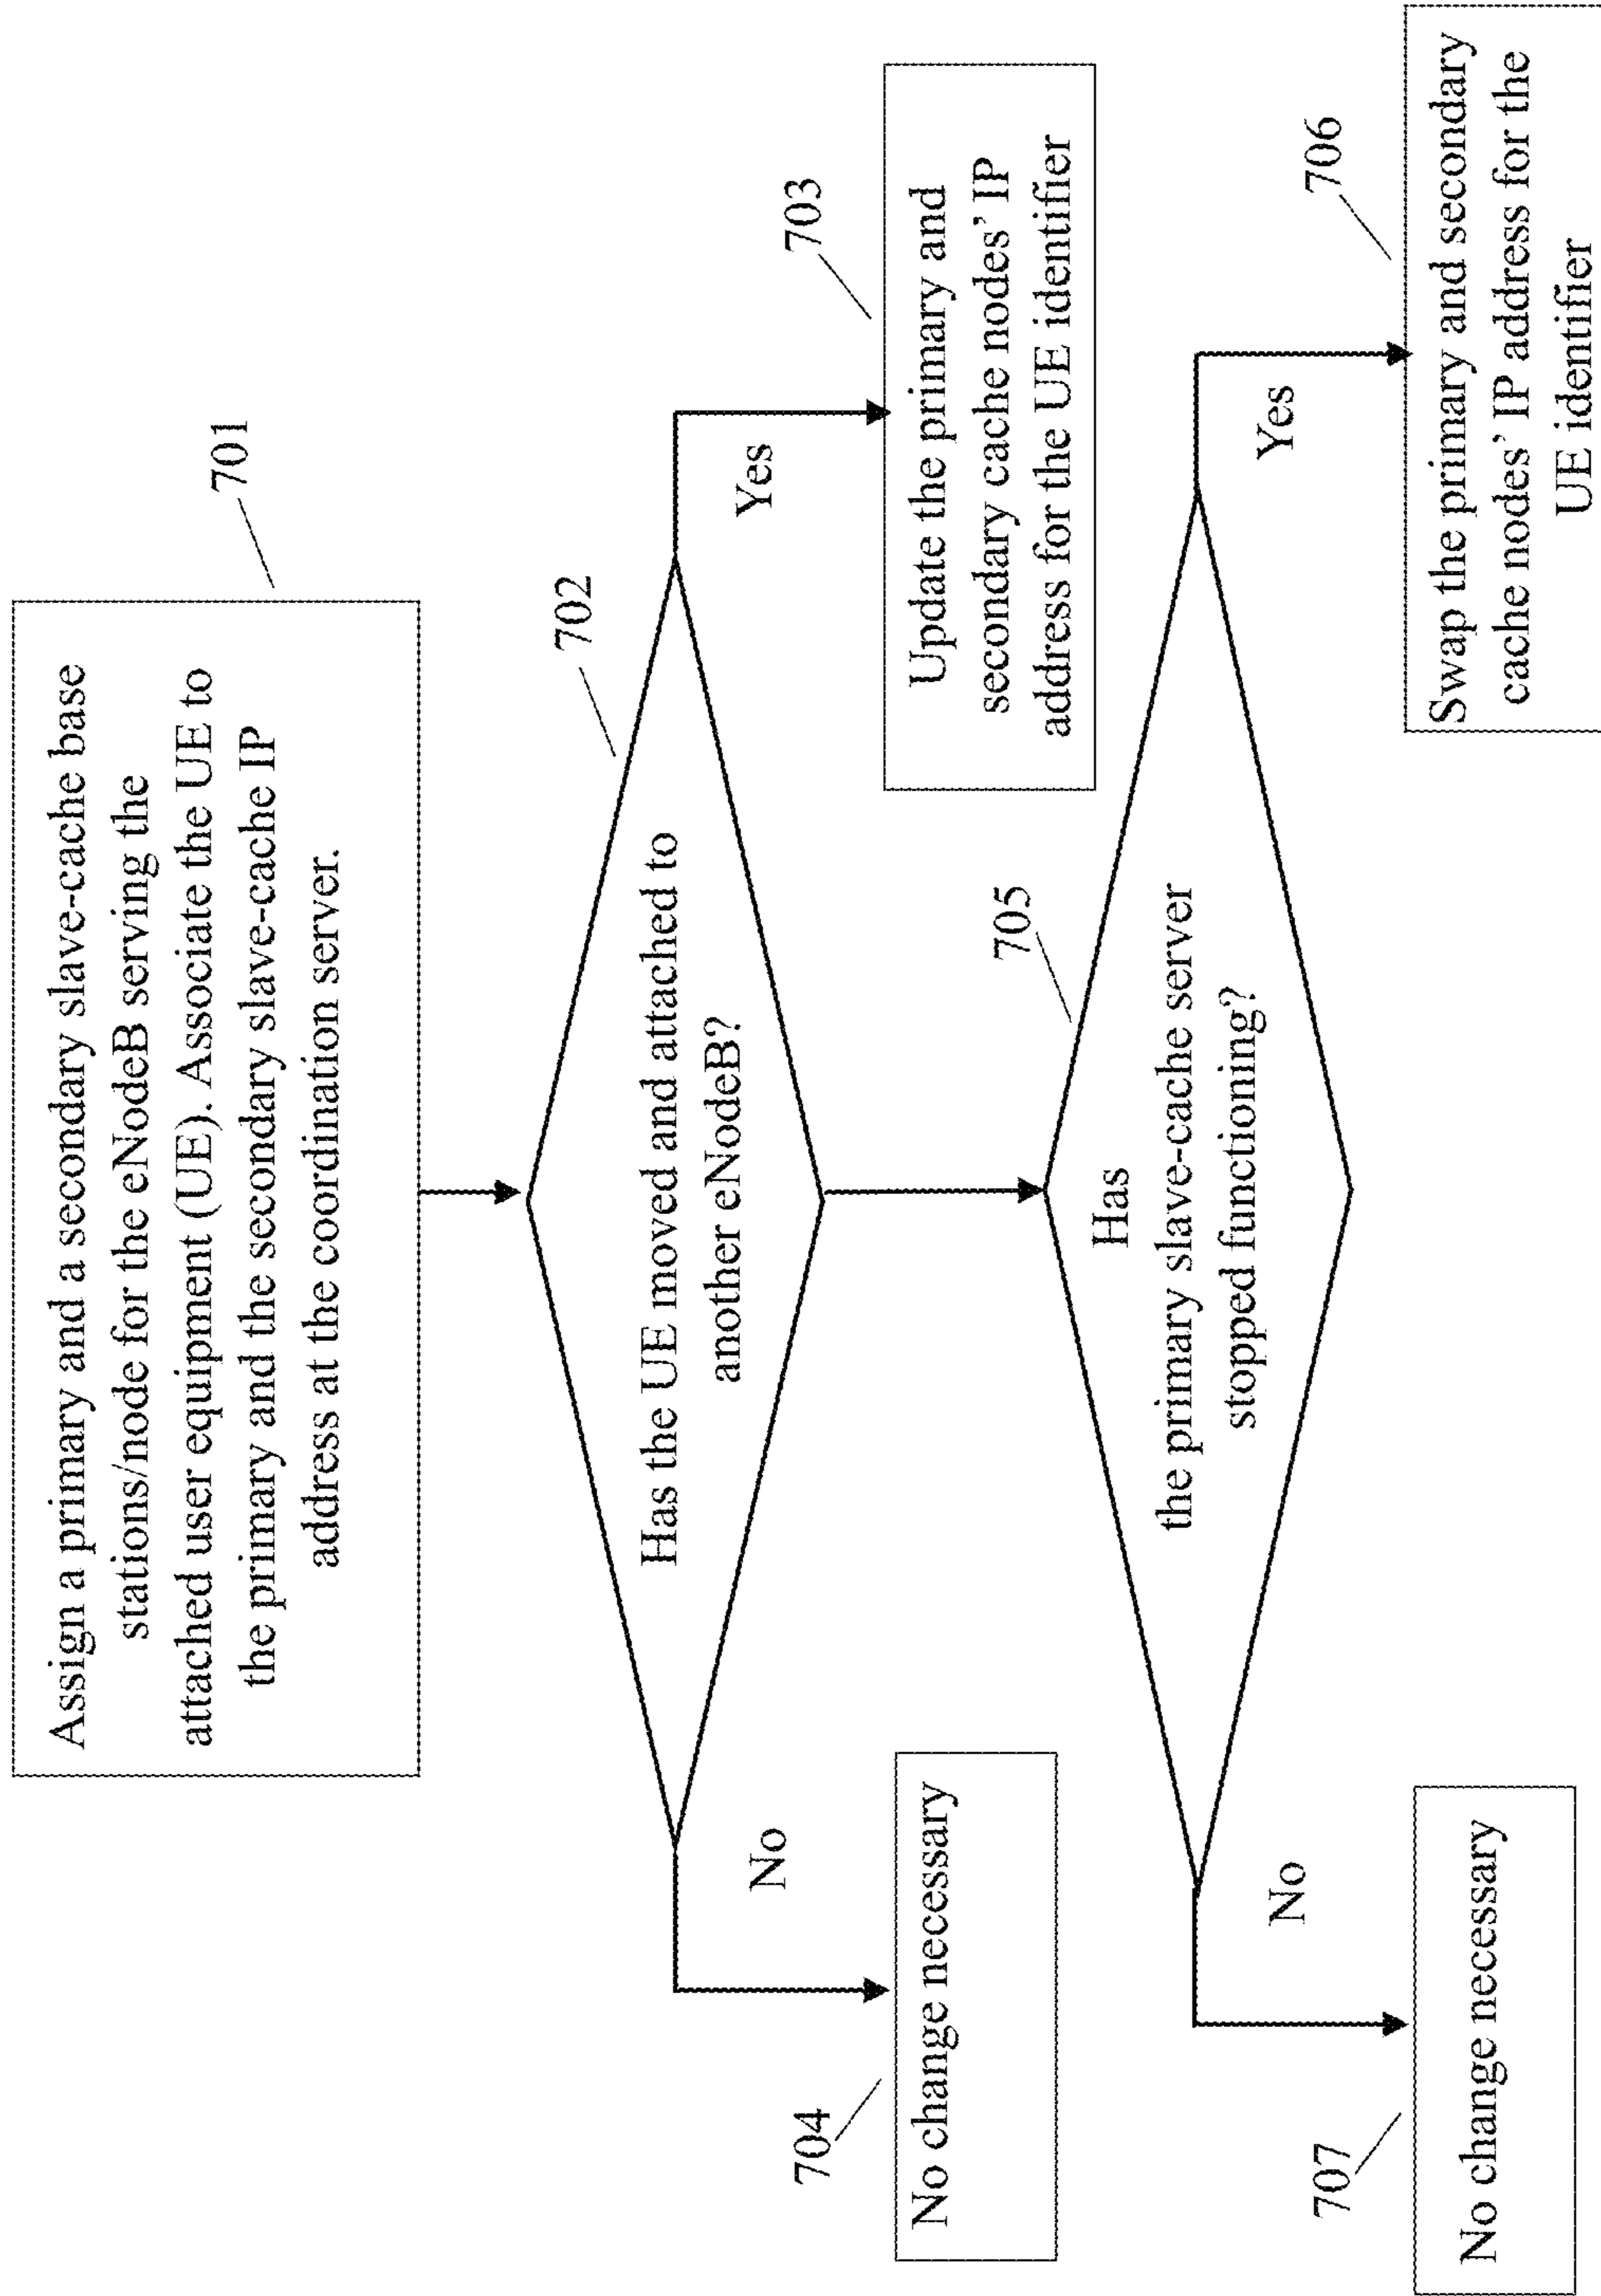 701
Assign a primary and a secondary slave-cache base
stations/node for the eNodeB serving the
attached user equipment (UE). Associate the UE to
the primary and the secondary slave-cache IP
address at the coordination server.
702
Has the UE moved and attached to
another eNodeB?
No
Yes
704
No change necessary
703
Update the primary and
secondary cache nodes’ IP
address for the UE identifier
705
Has
the primary slave-cache server
stopped functioning?
No
Yes
707
No change necessary
706
Swap the primary and secondary
cache nodes’ IP address for the
UE identifier